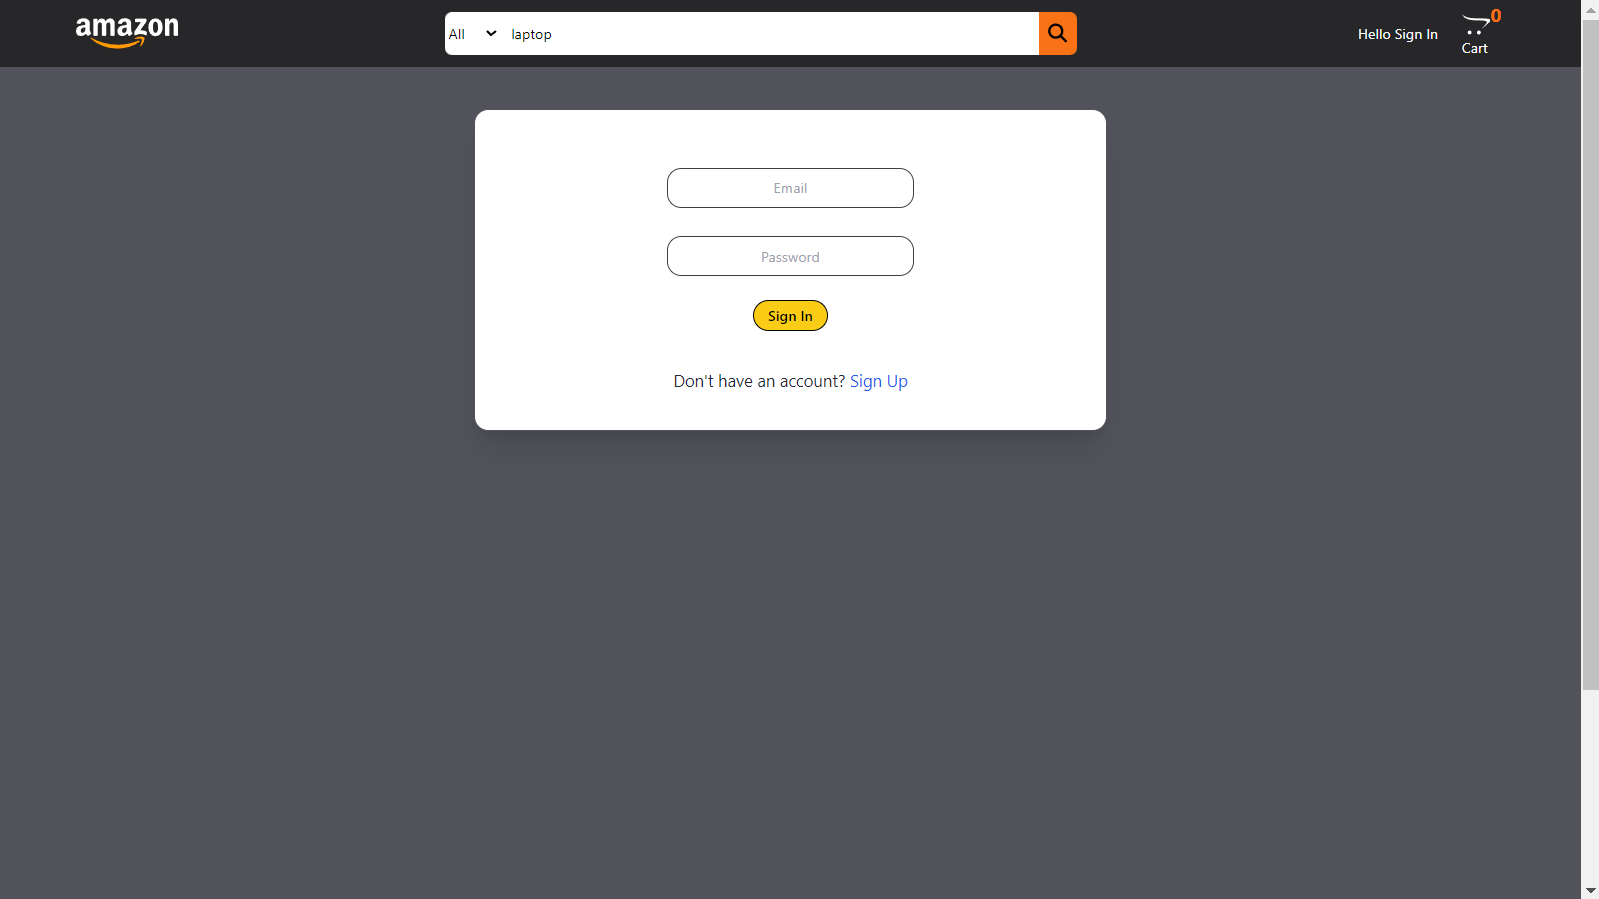 amazon
All laptop
Hello Sign In
0
Cart
Email
Password
Sign In
Don't have an account? Sign Up